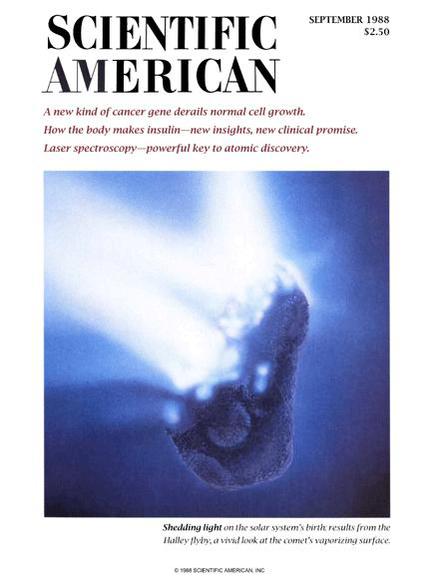 SCIENTIFIC
AMERICAN
SEPTEMBER 1988
$2.50
A new kind of cancer gene derails normal cell growth.
How the body makes insulin—new insights, new clinical promise.
Laser spectroscopy—powerful key to atomic discovery.
Shedding light on the solar system's birth: results from the
Halley flyby, a vivid look at the comet's vaporizing surface.
© 1988 SCIENTIFIC AMERICAN, INC